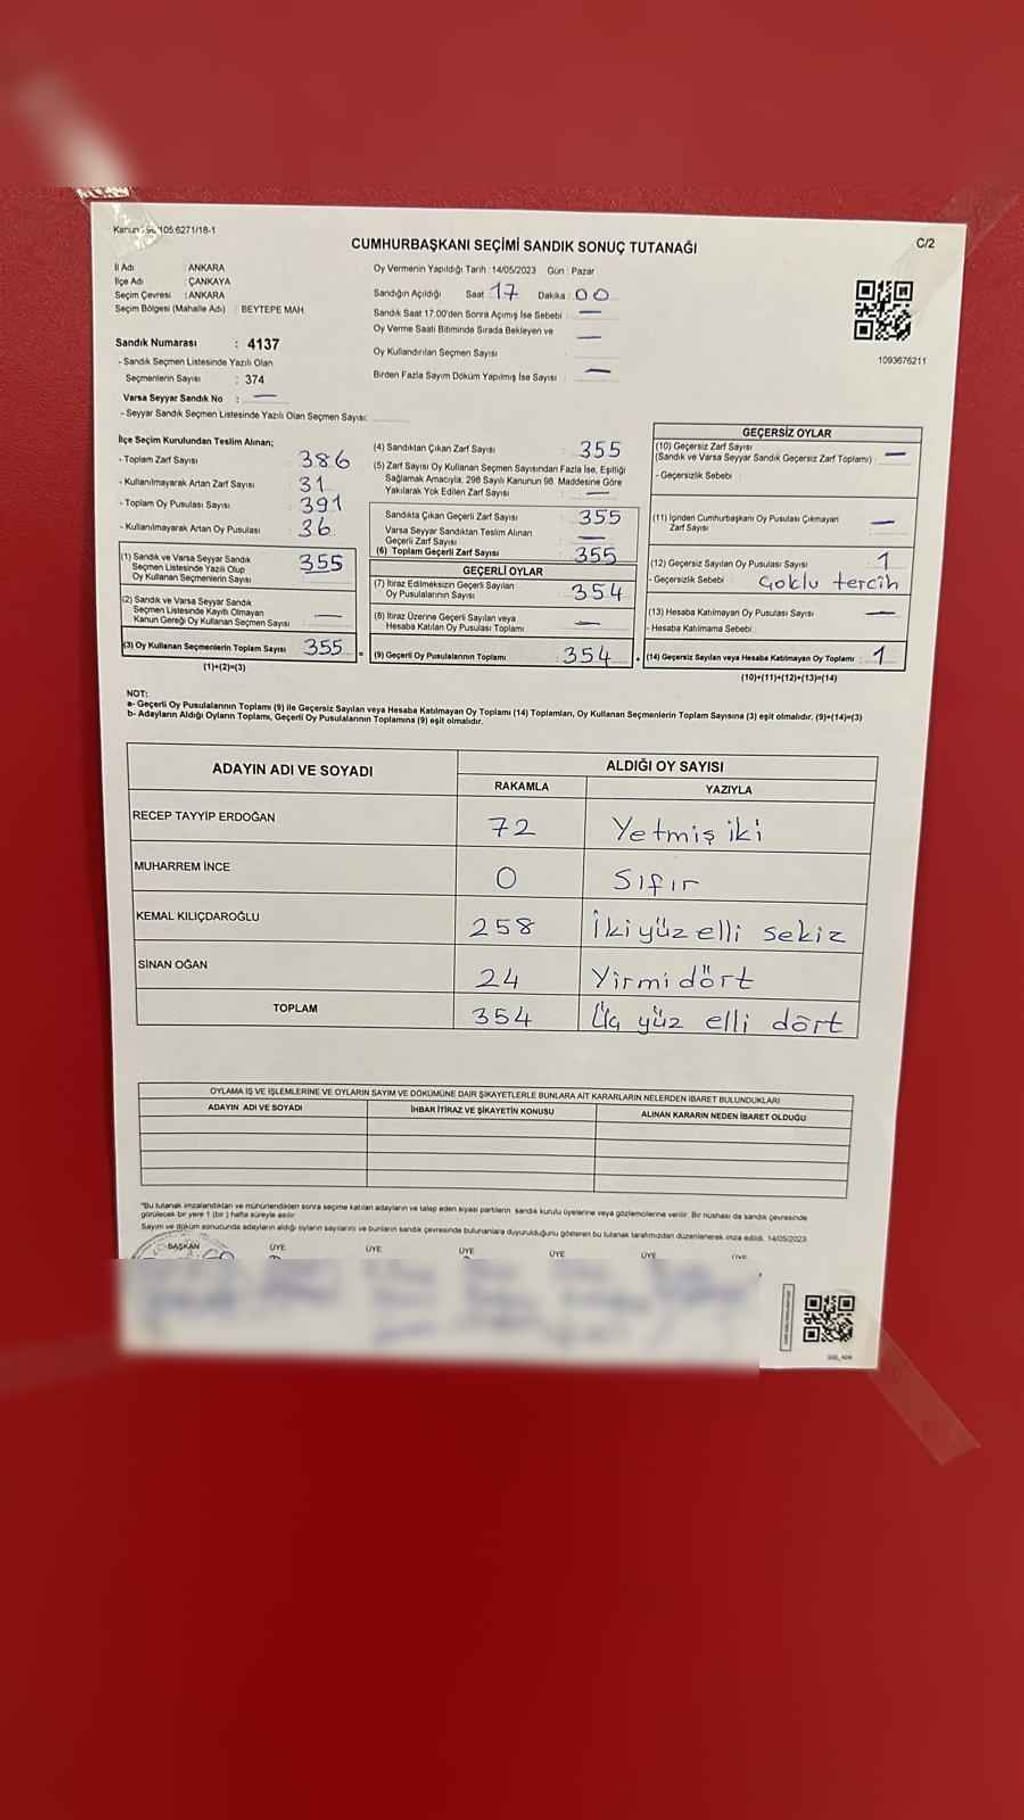 105.6271/18-1
C/2
CUMHURBAŞKANI SEÇİMİ SANDIK SONUÇ TUTANAĞI
İl Adı : ANKARA
İlçe Adı : ÇANKAYA
Seçim Çevresi : ANKARA
Seçim Bölgesi (Mahalle Adı) : BEYTEPE MAH.
Sandık Numarası : 4137
- Sandık Seçmen Listesinde Yazılı Olan
Seçmenlerin Sayısı : 374
Varsa Seyyar Sandık No : —
- Seyyar Sandık Seçmen Listesinde Yazılı Olan Seçmen Sayısı:
Oy Vermenin Yapıldığı Tarih :14/05/2023 Gün : Pazar
Sandığın Açıldığı Saat : 17 Dakika : 00
Sandık Saat 17.00'den Sonra Açılmış İse Sebebi : —
Oy Verme Saati Bitiminde Sırada Bekleyen ve —
Oy Kullandırılan Seçmen Sayısı
Birden Fazla Sayım Döküm Yapılmış İse Sayısı : —
1093676211
İlçe Seçim Kurulundan Teslim Alınan;
- Toplam Zarf Sayısı 386
- Kullanılmayarak Artan Zarf Sayısı 31
- Toplam Oy Pusulası Sayısı 391
- Kullanılmayarak Artan Oy Pusulası 36
(1) Sandık ve Varsa Seyyar Sandık
Seçmen Listesinde Yazılı Olup
Oy Kullanan Seçmenlerin Sayısı 355
(2) Sandık ve Varsa Seyyar Sandık
Seçmen Listesinde Kayıtlı Olmayan
Kanun Gereği Oy Kullanan Seçmen Sayısı —
(3) Oy Kullanan Seçmenlerin Toplam Sayısı 355
(1)+(2)=(3)
(4) Sandıktan Çıkan Zarf Sayısı : 355
(5) Zarf Sayısı Oy Kullanan Seçmen Sayısından Fazla İse, Eşitliği
Sağlamak Amacıyla, 298 Sayılı Kanunun 98. Maddesine Göre
Yakılarak Yok Edilen Zarf Sayısı : —
Sandıkta Çıkan Geçerli Zarf Sayısı : 355
Varsa Seyyar Sandıktan Teslim Alınan
Geçerli Zarf Sayısı : —
(6) Toplam Geçerli Zarf Sayısı : 355
GEÇERLİ OYLAR
(7) İtiraz Edilmeksizin Geçerli Sayılan
Oy Pusulalarının Sayısı : 354
(8) İtiraz Üzerine Geçerli Sayılan veya
Hesaba Katılan Oy Pusulası Toplamı : —
(9) Geçerli Oy Pusulalarının Toplamı : 354
GEÇERSİZ OYLAR
(10) Geçersiz Zarf Sayısı
(Sandık ve Varsa Seyyar Sandık Geçersiz Zarf Toplamı) : —
- Geçersizlik Sebebi
(11) İçinden Cumhurbaşkanı Oy Pusulası Çıkmayan
Zarf Sayısı : —
(12) Geçersiz Sayılan Oy Pusulası Sayısı : 1
- Geçersizlik Sebebi : Çoklu tercih
(13) Hesaba Katılmayan Oy Pusulası Sayısı : —
- Hesaba Katılmama Sebebi
(14) Geçersiz Sayılan veya Hesaba Katılmayan Oy Toplamı : 1
(10)+(11)+(12)+(13)=(14)
NOT:
a- Geçerli Oy Pusulalarının Toplamı (9) ile Geçersiz Sayılan veya Hesaba Katılmayan Oy Toplamı (14) Toplamları, Oy Kullanan Seçmenlerin Toplam Sayısına (3) eşit olmalıdır. (9)+(14)=(3)
b- Adayların Aldığı Oyların Toplamı, Geçerli Oy Pusulalarının Toplamına (9) eşit olmalıdır.
ADAYIN ADI VE SOYADI
ALDIĞI OY SAYISI
RAKAMLA YAZIYLA
RECEP TAYYİP ERDOĞAN 72 Yetmiş iki
MUHARREM İNCE 0 Sıfır
KEMAL KILIÇDAROĞLU 258 İki yüz elli sekiz
SİNAN OĞAN 24 Yirmi dört
TOPLAM 354 Üç yüz elli dört
OYLAMA İŞ VE İŞLEMLERİNE VE OYLARIN SAYIM VE DÖKÜMÜNE DAİR ŞİKAYETLERLE BUNLARA AİT KARARLARIN NELERDEN İBARET BULUNDUKLARI
ADAYIN ADI VE SOYADI İHBAR İTİRAZ VE ŞİKAYETİN KONUSU ALINAN KARARIN NEDEN İBARET OLDUĞU
*Bu tutanak imzalandıktan ve mühürlendikten sonra seçime katılan adayların ve talep eden siyasi partilerin sandık kurulu üyelerine veya gözlemcilerine verilir. Bir nüshası da sandık çevresinde
görülecek bir yere 1 (bir) hafta süreyle asılır.
Sayım ve döküm sonucunda adayların aldığı oyların sayılarını ve bunların sandık çevresinde bulunanlara duyurulduğunu gösteren bu tutanak tarafımızdan düzenlenerek imza edildi. 14/05/2023
BAŞKAN ÜYE ÜYE ÜYE ÜYE ÜYE